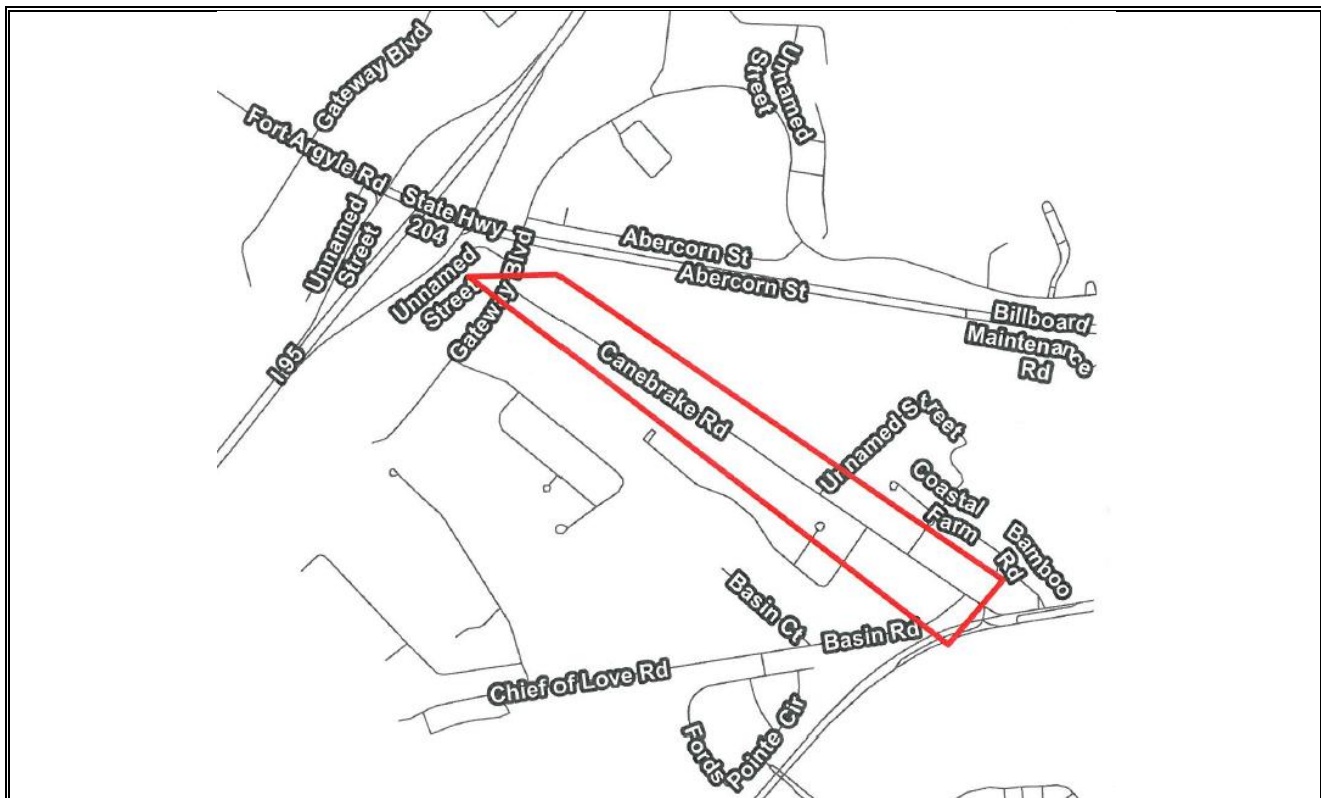 Gateway Blvd
Unnamed
Street
Fort Argyle Rd
State Hwy
204
Unnamed
Street
Abercorn St
Unnamed
Street
Gateway Blvd
Abercorn St
Billboard
Maintenance
Rd
I 95
Canebrake Rd
Unnamed Street
Coastal
Farm
Rd
Bamboo
Basin Ct
Basin Rd
Chief of Love Rd
Fords
Pointe Cir